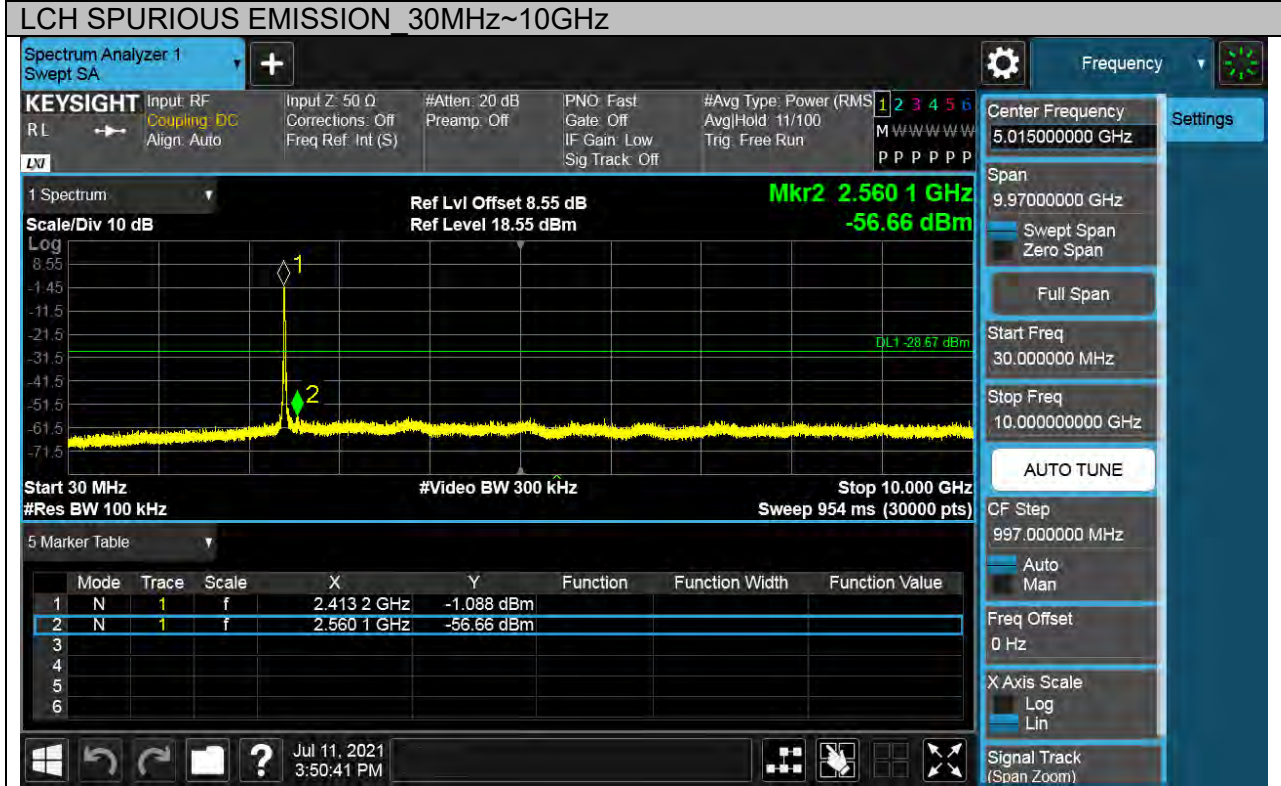 LCH SPURIOUS EMISSION_30MHz~10GHz
Spectrum Analyzer 1
Swept SA
+
Frequency
KEYSIGHT
RL
LXI
Input: RF
Coupling: DC
Align: Auto
Input Z: 50 Ω
Corrections: Off
Freq Ref: Int (S)
#Atten: 20 dB
Preamp: Off
PNO: Fast
Gate: Off
IF Gain: Low
Sig Track: Off
#Avg Type: Power (RMS
Avg|Hold: 11/100
Trig: Free Run
1 2 3 4 5 6
M W W W W W
P P P P P P
Center Frequency
5.015000000 GHz
Settings
Span
9.97000000 GHz
Swept Span
Zero Span
Full Span
Start Freq
30.000000 MHz
Stop Freq
10.000000000 GHz
AUTO TUNE
CF Step
997.000000 MHz
Auto
Man
Freq Offset
0 Hz
X Axis Scale
Log
Lin
Signal Track
(Span Zoom)
1 Spectrum
Scale/Div 10 dB
Ref Lvl Offset 8.55 dB
Ref Level 18.55 dBm
Mkr2 2.560 1 GHz
-56.66 dBm
Log
8.55
-1.45
-11.5
-21.5
-31.5
-41.5
-51.5
-61.5
-71.5
1
2
DL1 -28.67 dBm
Start 30 MHz
#Res BW 100 kHz
#Video BW 300 kHz
Stop 10.000 GHz
Sweep 954 ms (30000 pts)
5 Marker Table
Mode Trace Scale X Y Function Function Width Function Value
1 N 1 f 2.413 2 GHz -1.088 dBm
2 N 1 f 2.560 1 GHz -56.66 dBm
3
4
5
6
?
Jul 11, 2021
3:50:41 PM